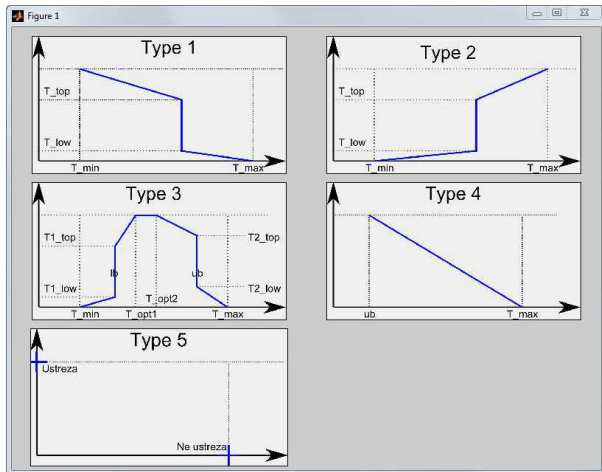 Figure 1
Type 1
T_top
T_low
T_min
T_max
Type 2
T_top
T_low
T_min
T_max
Type 3
T1_top
T2_top
lb
ub
T1_low
T2_low
T_opt2
T_min
T_opt1
T_max
Type 4
ub
T_max
Type 5
Ustreza
Ne ustreza